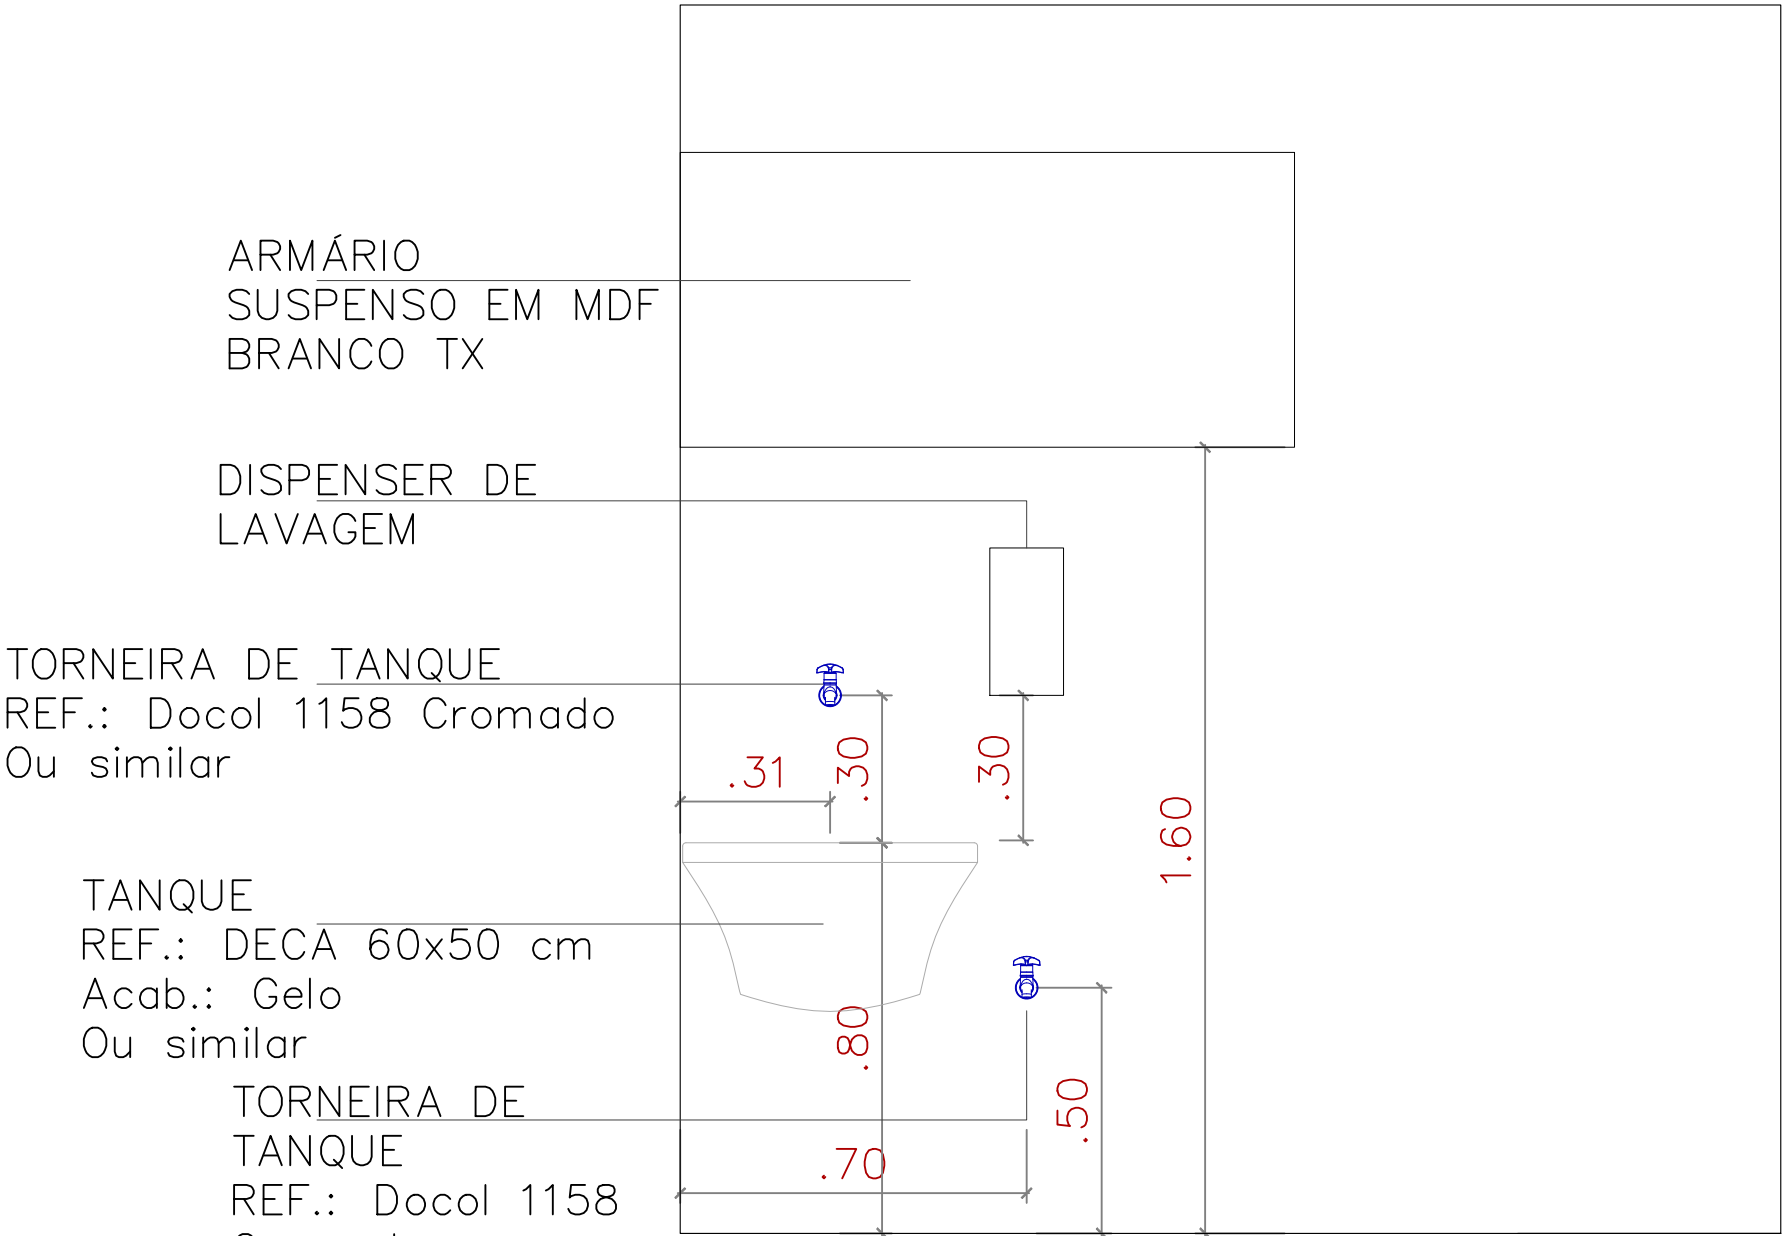 ARMÁRIO
SUSPENSO EM MDF
BRANCO TX
DISPENSER DE
LAVAGEM
TORNEIRA DE TANQUE
REF.: Docol 1158 Cromado
Ou similar
.31
.30
.30
1.60
TANQUE
REF.: DECA 60x50 cm
Acab.: Gelo
Ou similar
.80
TORNEIRA DE
TANQUE
REF.: Docol 1158
.70
.50